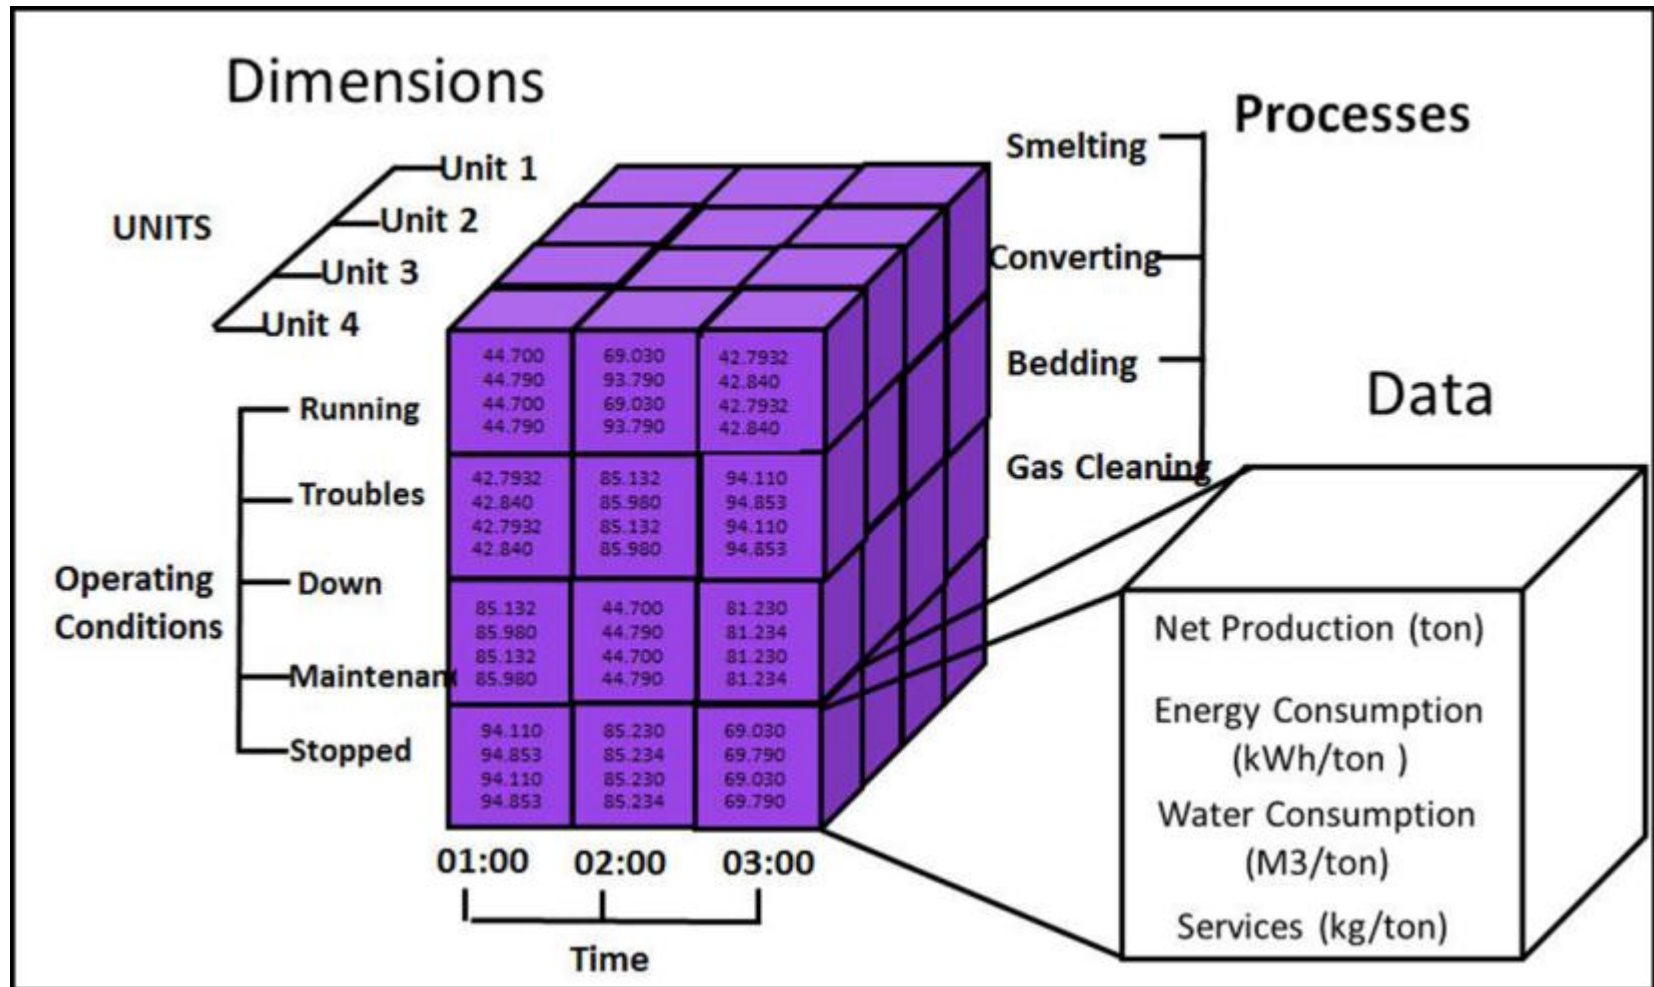 Dimensions
Processes
UNITS
Unit 1
Unit 2
Unit 3
Unit 4
Smelting
Converting
Bedding
Gas Cleaning
Operating
Conditions
Running
Troubles
Down
Maintenan
Stopped
44.700 69.030 42.7932
44.790 93.790 42.840
44.700 69.030 42.7932
44.790 93.790 42.840
42.7932 85.132 94.110
42.840 85.980 94.853
42.7932 85.132 94.110
42.840 85.980 94.853
85.132 44.700 81.230
85.980 44.790 81.234
85.132 44.700 81.230
85.980 44.790 81.234
94.110 85.230 69.030
94.853 85.234 69.790
94.110 85.230 69.030
94.853 85.234 69.790
01:00 02:00 03:00
Time
Data
Net Production (ton)
Energy Consumption
(kWh/ton )
Water Consumption
(M3/ton)
Services (kg/ton)